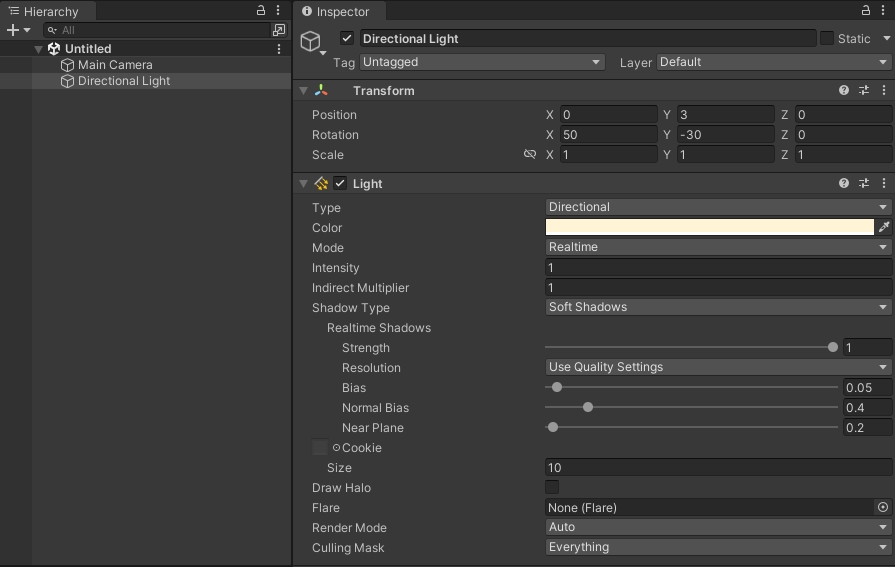 Hierarchy
All
Untitled
Main Camera
Directional Light
Inspector
Directional Light
Static
Tag Untagged Layer Default
Transform
Position X 0 Y 3 Z 0
Rotation X 50 Y -30 Z 0
Scale X 1 Y 1 Z 1
Light
Type Directional
Color
Mode Realtime
Intensity 1
Indirect Multiplier 1
Shadow Type Soft Shadows
Realtime Shadows
Strength 1
Resolution Use Quality Settings
Bias 0.05
Normal Bias 0.4
Near Plane 0.2
Cookie
Size 10
Draw Halo
Flare None (Flare)
Render Mode Auto
Culling Mask Everything